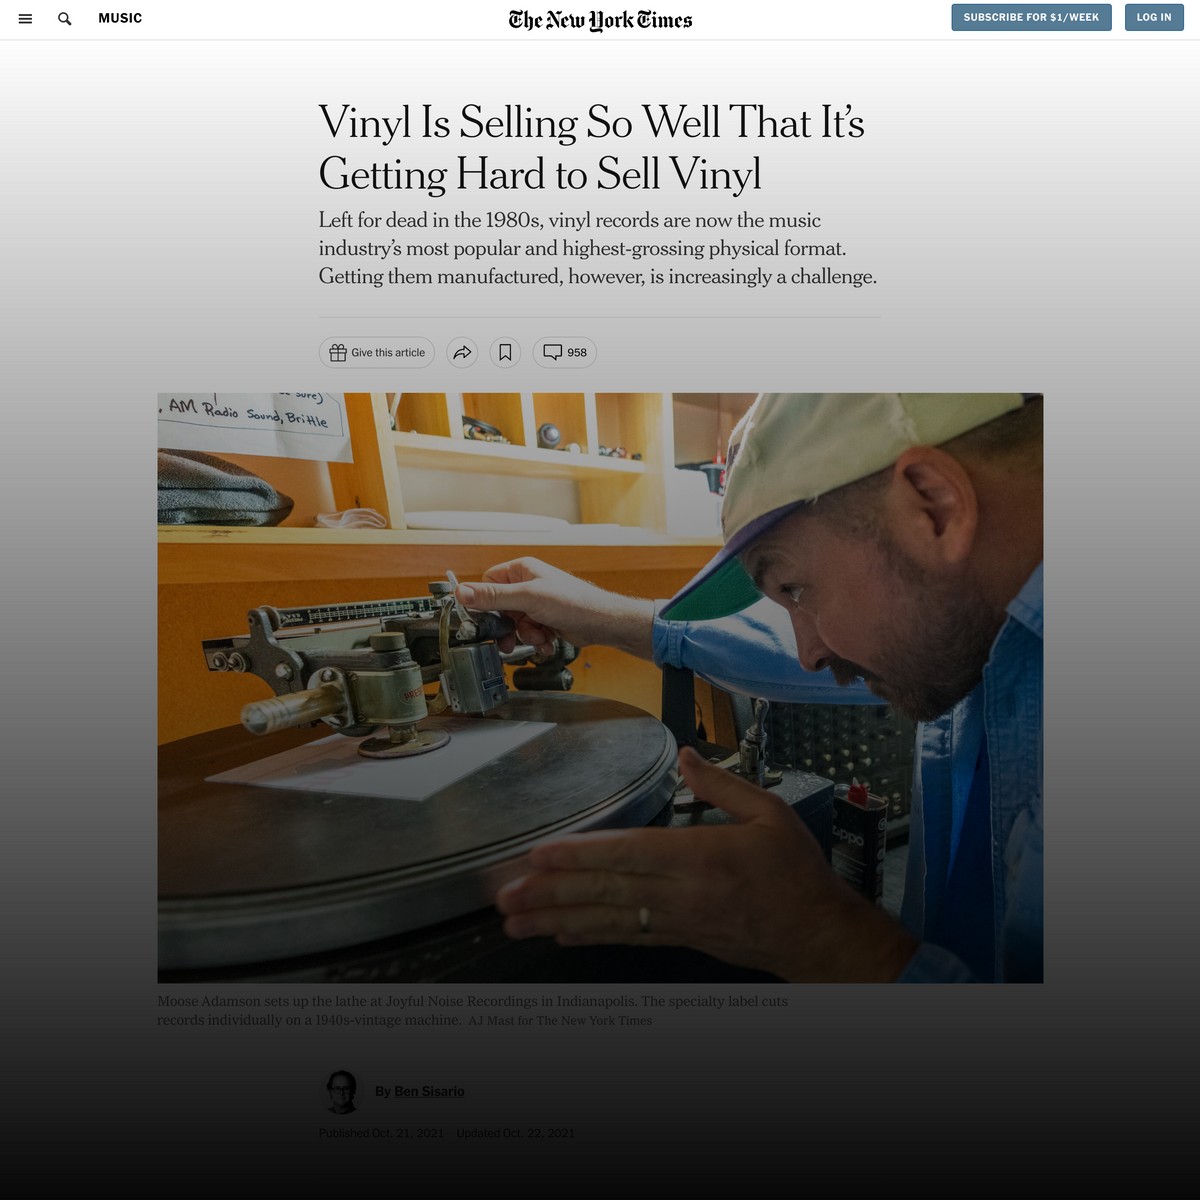 MUSIC
The New York Times
SUBSCRIBE FOR $1/WEEK
LOG IN
Vinyl Is Selling So Well That It’s
Getting Hard to Sell Vinyl
Left for dead in the 1980s, vinyl records are now the music
industry’s most popular and highest-grossing physical format.
Getting them manufactured, however, is increasingly a challenge.
Give this article
958
. AM Radio Sound, Brittle
zippo
Moose Adamson sets up the lathe at Joyful Noise Recordings in Indianapolis. The specialty label cuts
records individually on a 1940s-vintage machine. AJ Mast for The New York Times
By Ben Sisario
Published Oct. 21, 2021 Updated Oct. 22, 2021